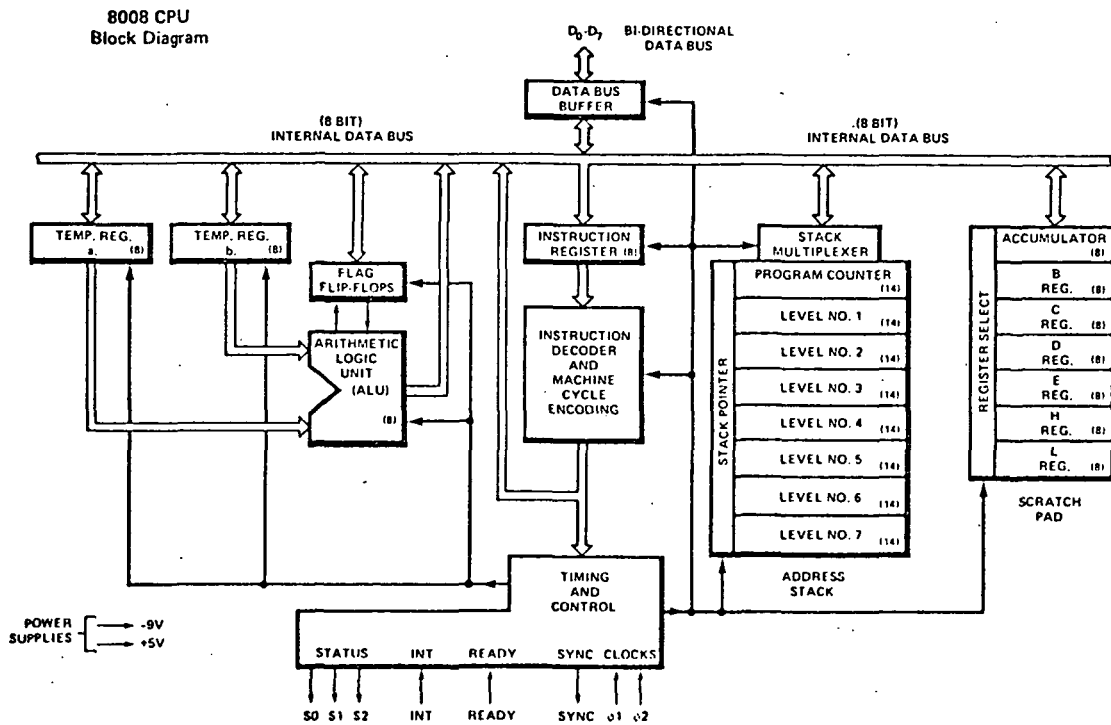 8008 CPU
Block Diagram
D0-D7 BI-DIRECTIONAL
DATA BUS
DATA BUS
BUFFER
(8 BIT)
INTERNAL DATA BUS
(8 BIT)
INTERNAL DATA BUS
TEMP. REG.
a. (8)
TEMP. REG.
b. (8)
FLAG
FLIP-FLOPS
ARITHMETIC
LOGIC
UNIT
(ALU)
(8)
INSTRUCTION
REGISTER (8)
INSTRUCTION
DECODER
AND
MACHINE
CYCLE
ENCODING
STACK
MULTIPLEXER
STACK POINTER
PROGRAM COUNTER
(14)
LEVEL NO. 1 (14)
LEVEL NO. 2 (14)
LEVEL NO. 3 (14)
LEVEL NO. 4 (14)
LEVEL NO. 5 (14)
LEVEL NO. 6 (14)
LEVEL NO. 7 (14)
ADDRESS
STACK
REGISTER SELECT
ACCUMULATOR
(8)
B
REG. (8)
C
REG. (8)
D
REG. (8)
E
REG. (8)
H
REG. (8)
L
REG. (8)
SCRATCH
PAD
TIMING
AND
CONTROL
POWER
SUPPLIES
-9V
+5V
STATUS INT READY SYNC CLOCKS
S0 S1 S2 INT READY SYNC ø1 ø2